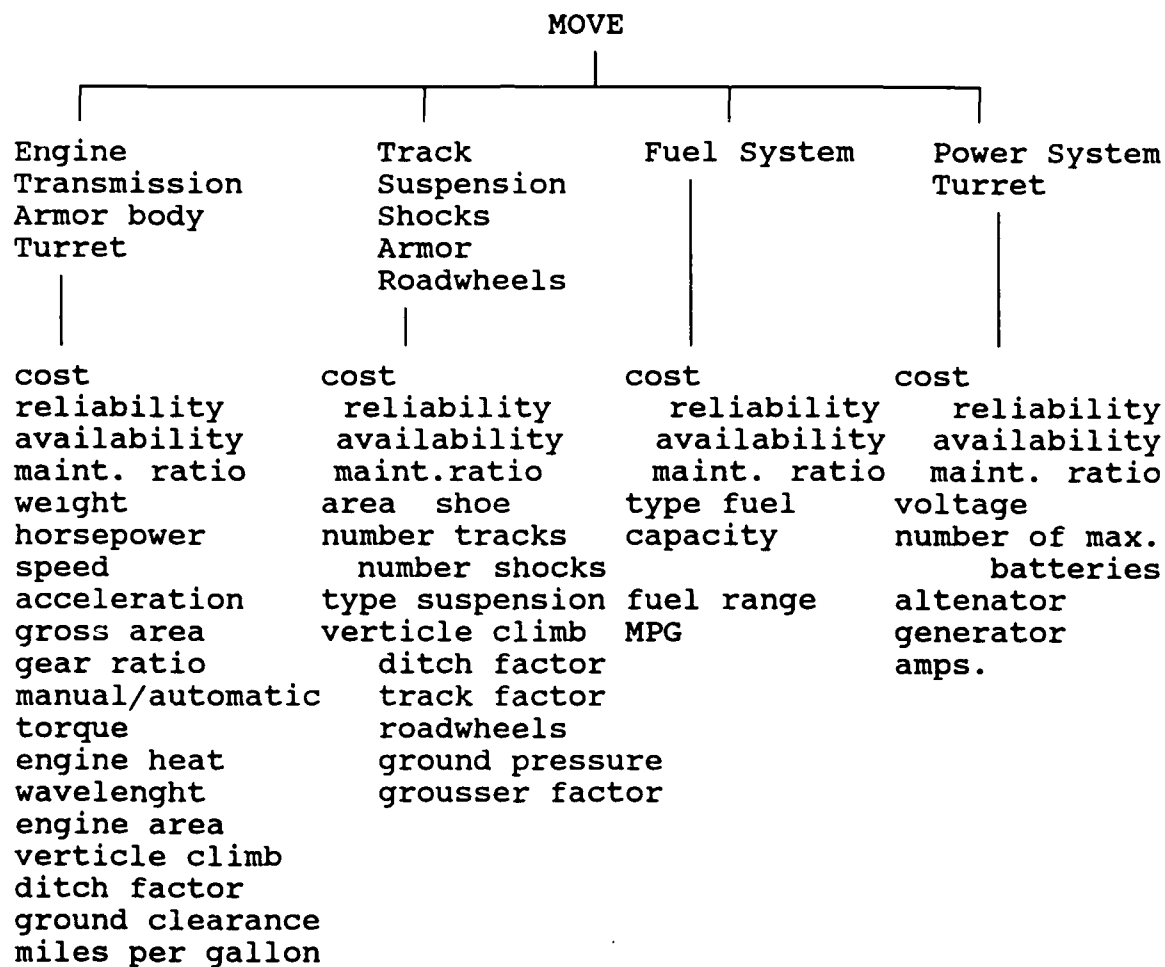 MOVE
Engine
Transmission
Armor body
Turret
Track
Suspension
Shocks
Armor
Roadwheels
Fuel System
Power System
Turret
cost
reliability
availability
maint. ratio
weight
horsepower
speed
acceleration
gross area
gear ratio
manual/automatic
torque
engine heat
wavelenght
engine area
verticle climb
ditch factor
ground clearance
miles per gallon
cost
reliability
availability
maint.ratio
area shoe
number tracks
number shocks
type suspension
verticle climb
ditch factor
track factor
roadwheels
ground pressure
grousser factor
cost
reliability
availability
maint. ratio
type fuel
capacity
fuel range
MPG
cost
reliability
availability
maint. ratio
voltage
number of max.
batteries
altenator
generator
amps.